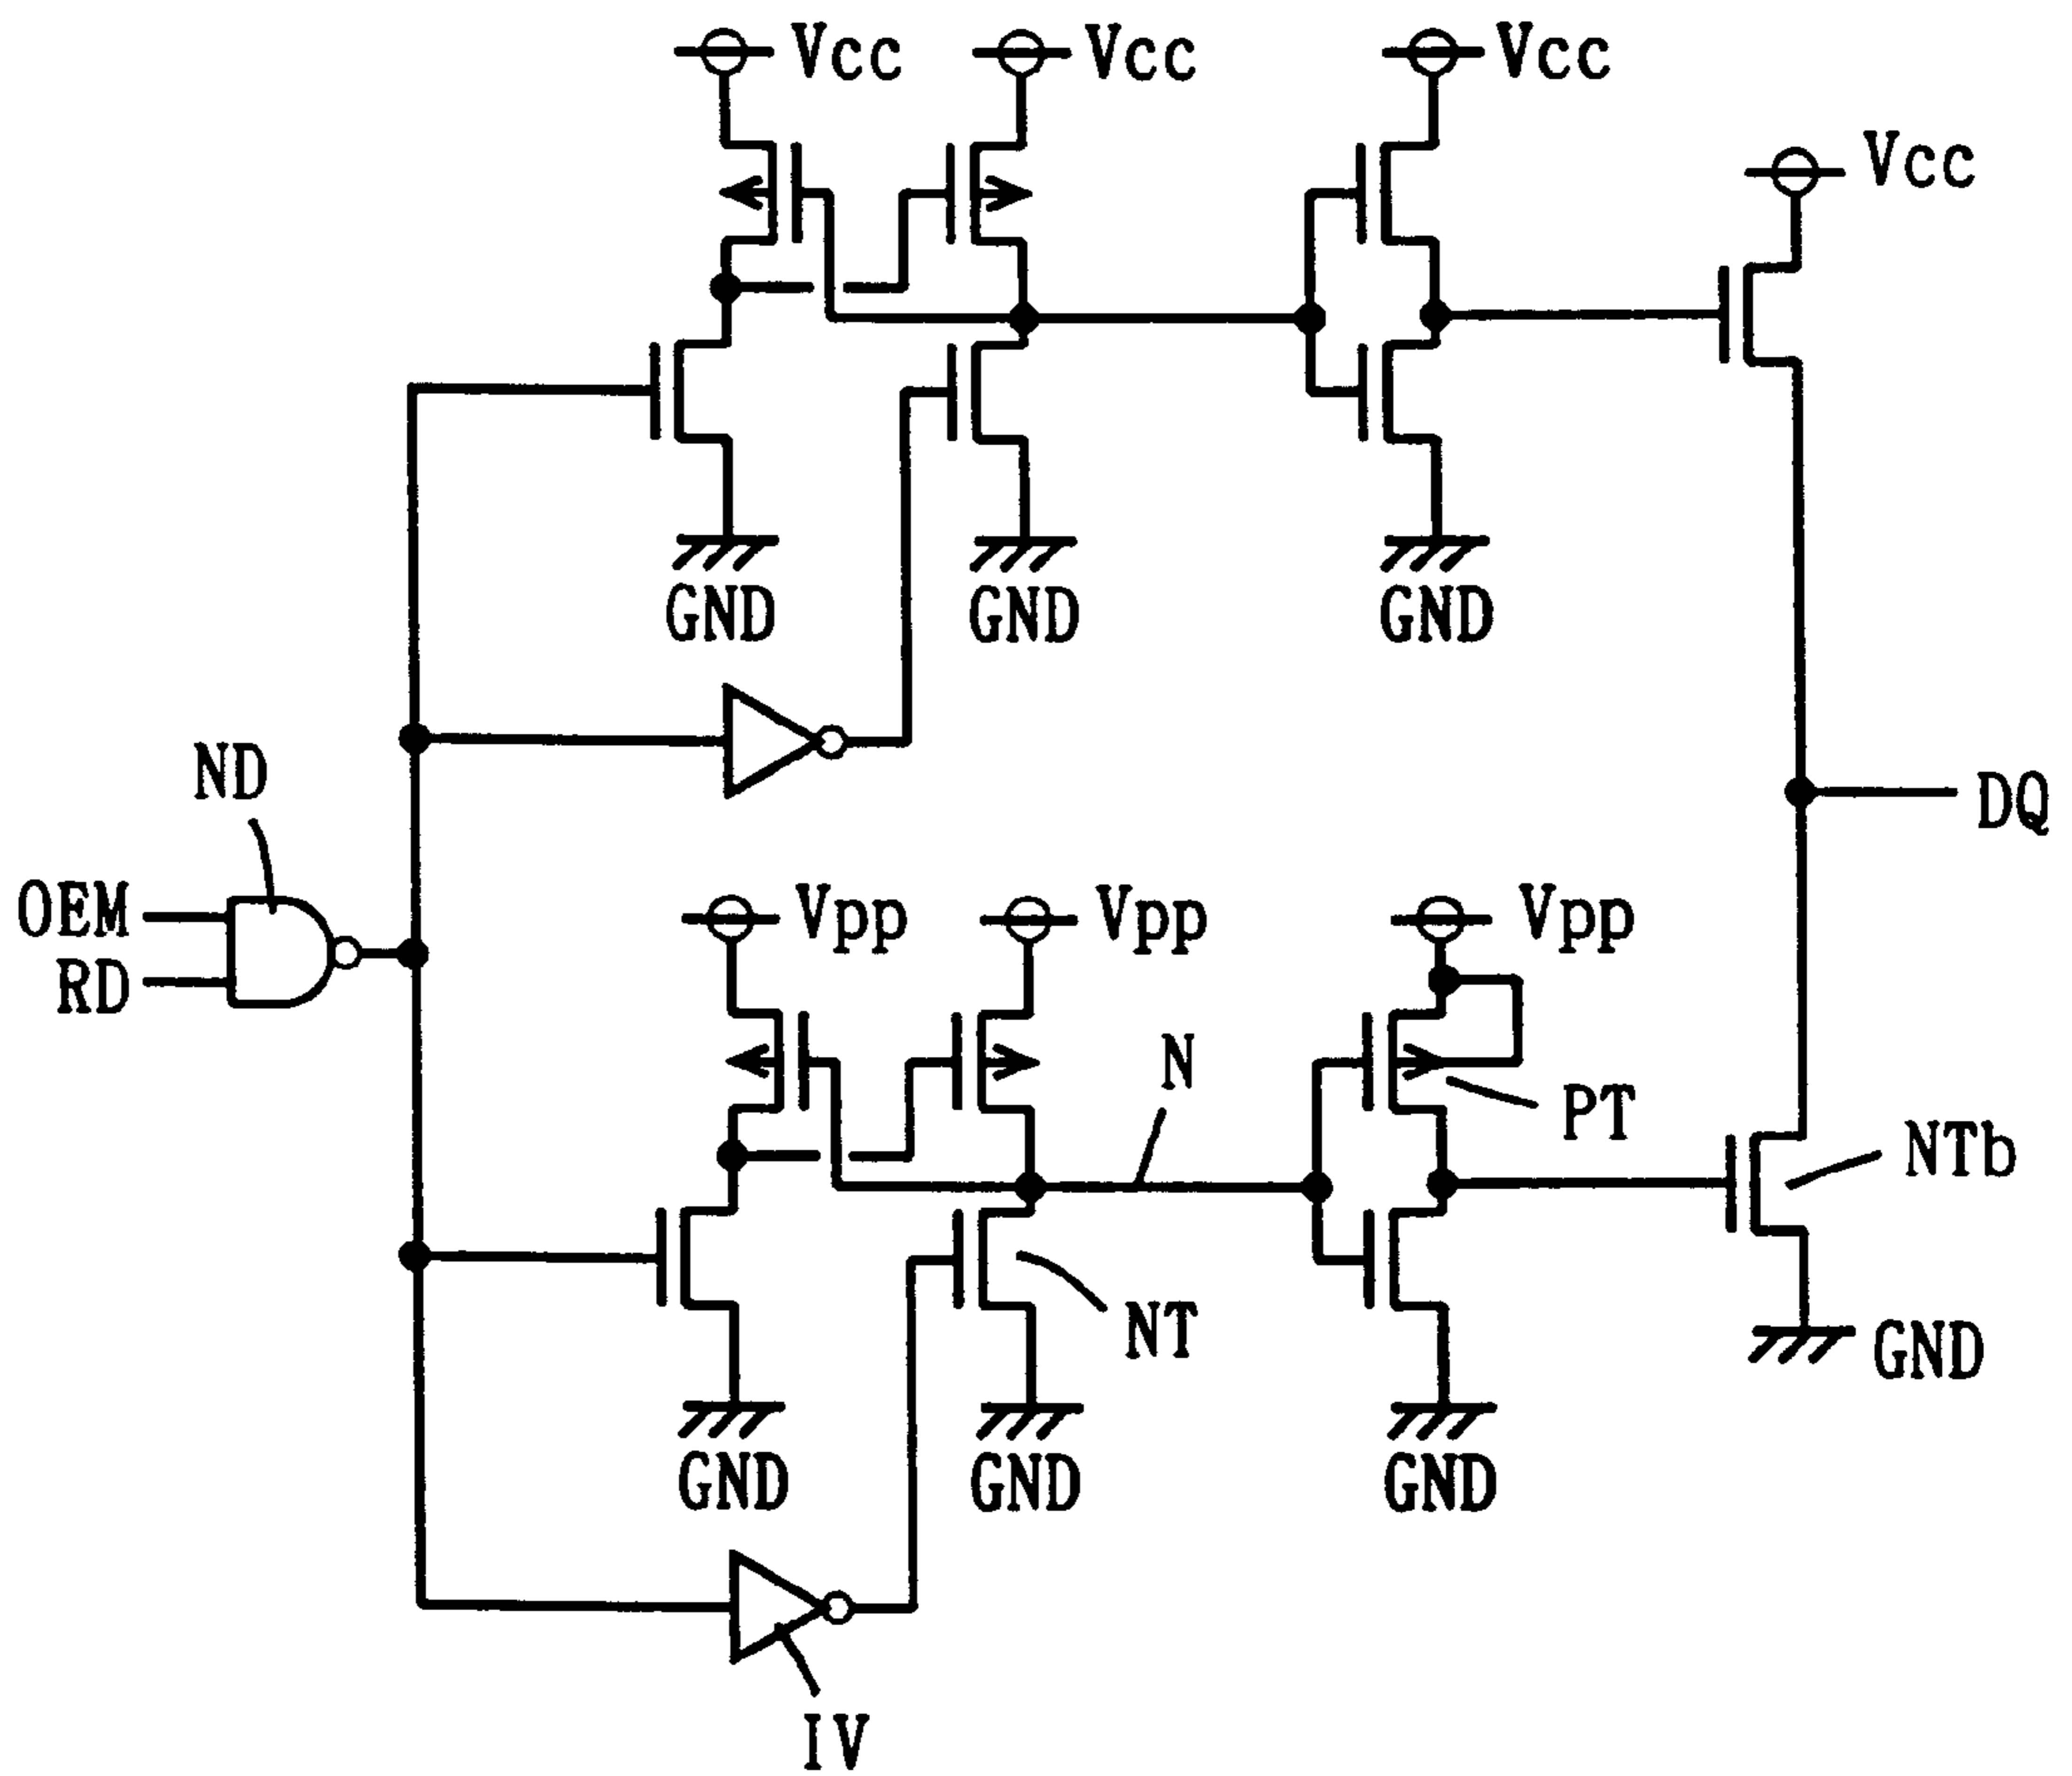 Vcc Vcc Vcc
Vcc
GND GND GND
ND
DQ
OEM
Vpp Vpp Vpp
RD
N
PT
NTb
NT
GND
GND GND GND
IV